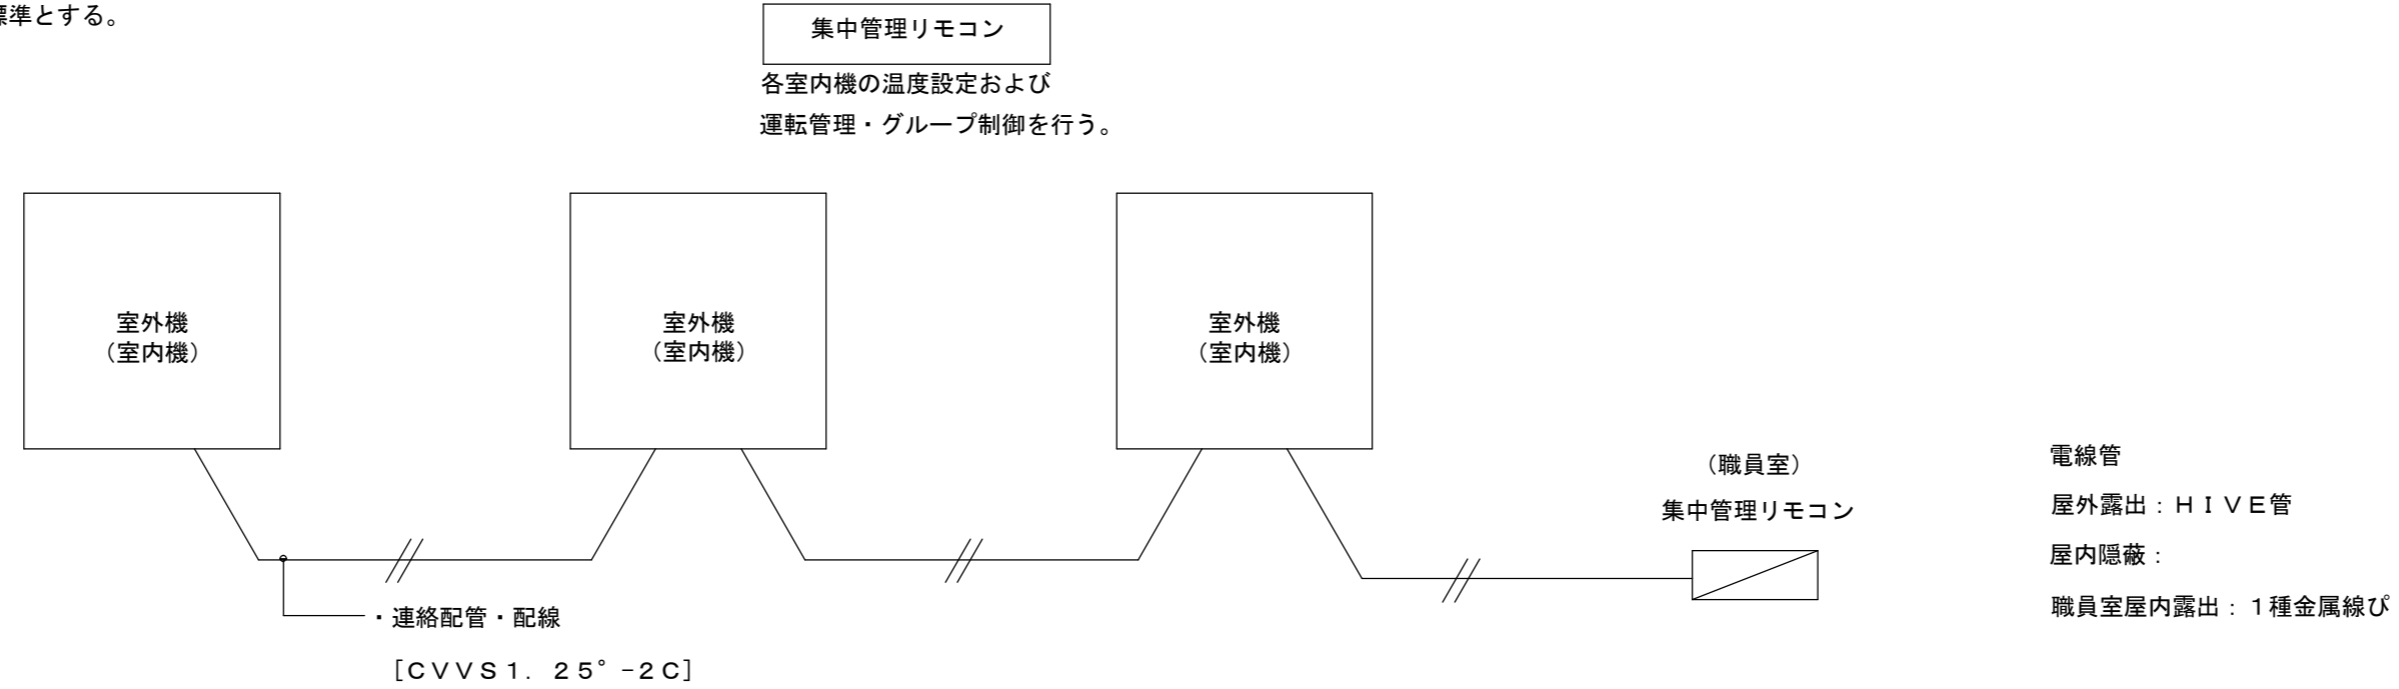 標準とする。
集中管理リモコン
各室内機の温度設定および
運転管理・グループ制御を行う。
室外機
（室内機）
室外機
（室内機）
室外機
（室内機）
・連絡配管・配線
［ＣＶＶＳ１．２５°－２Ｃ］
（職員室）
集中管理リモコン
電線管
屋外露出：ＨＩＶＥ管
屋内隠蔽：
職員室屋内露出：１種金属線ぴ